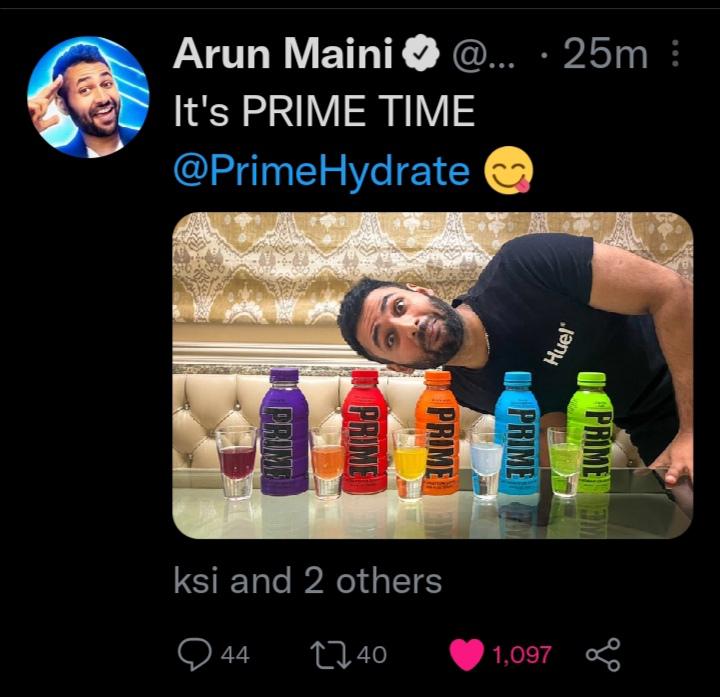 Arun Maini @... · 25m
It's PRIME TIME
@PrimeHydrate 😋
Huel
PRIME
PRIME
PRIME
PRIME
PRIME
ksi and 2 others
44 40 1,097